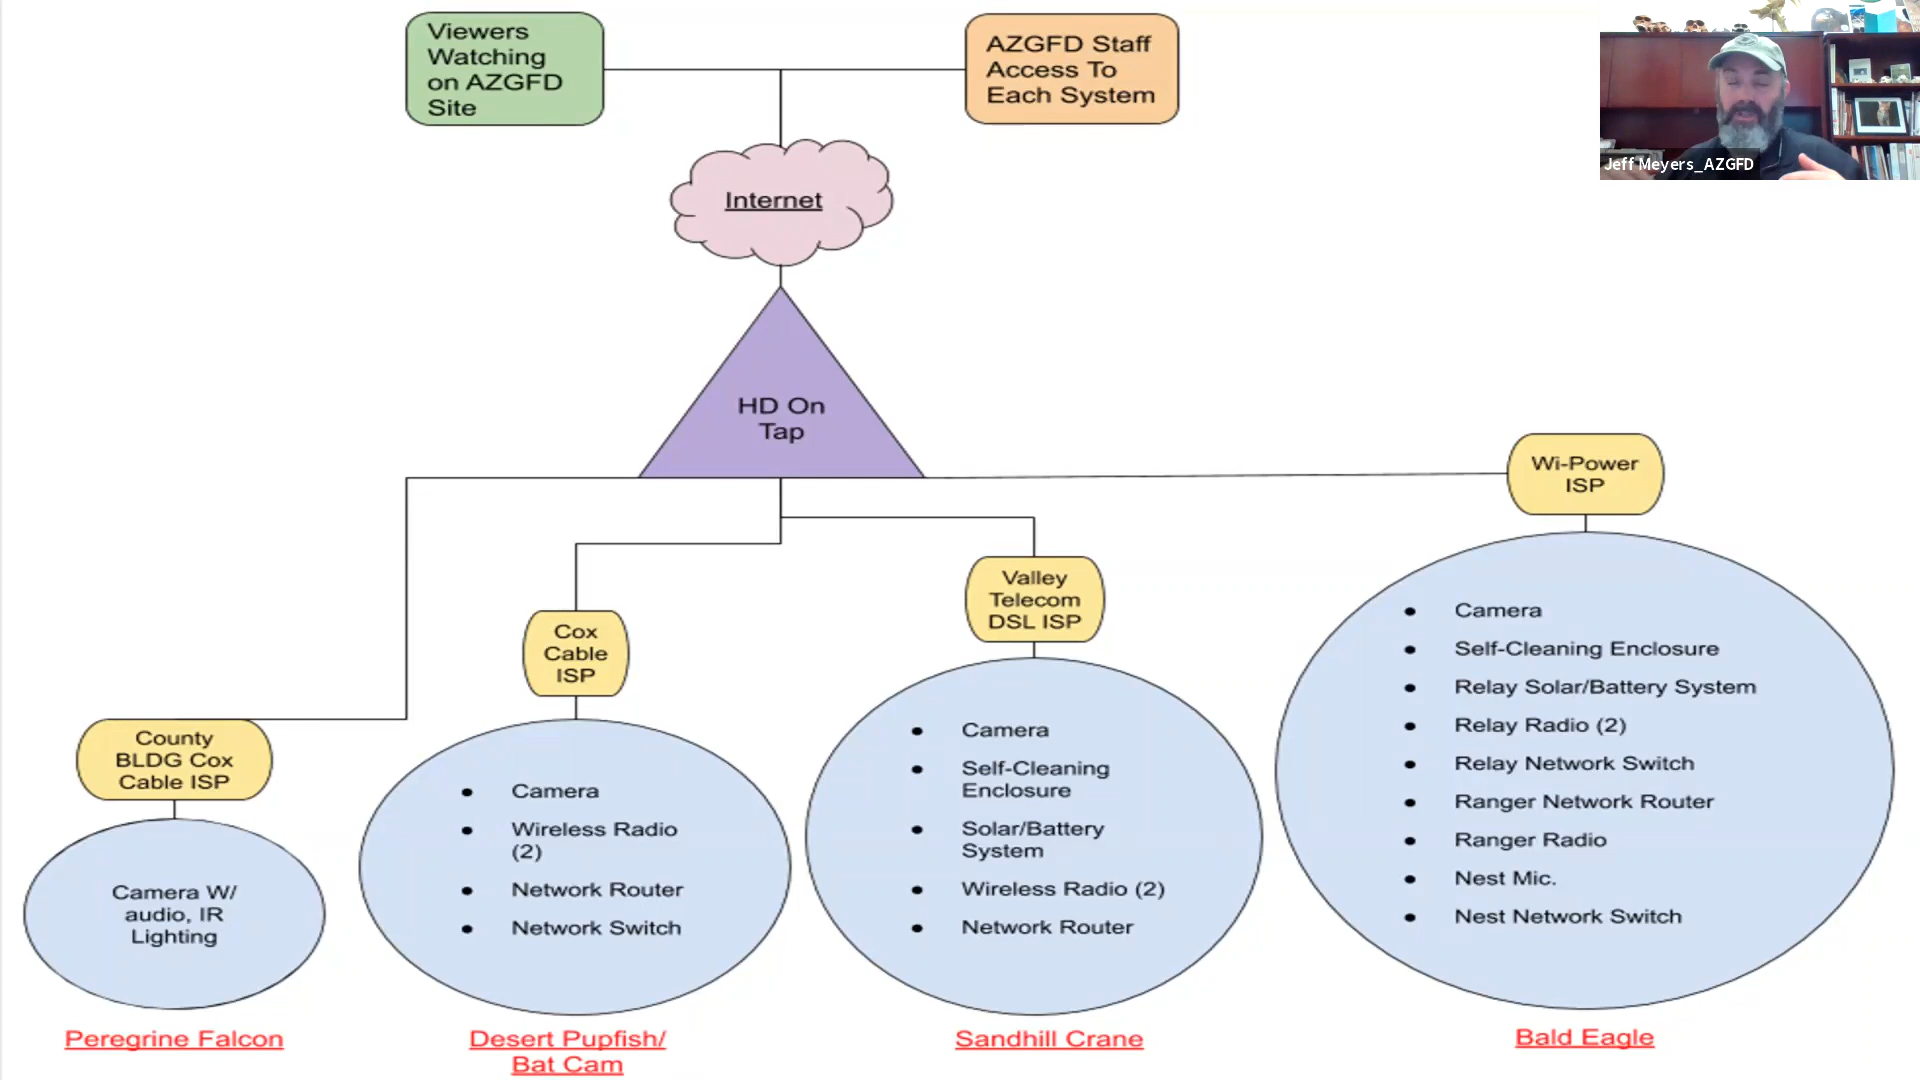 Viewers
Watching
on AZGFD
Site
AZGFD Staff
Access To
Each System
Jeff Meyers_AZGFD
Internet
HD On
Tap
Wi-Power
ISP
Valley
Telecom
DSL ISP
Cox
Cable
ISP
County
BLDG Cox
Cable ISP
Camera W/
audio, IR
Lighting
Peregrine Falcon
● Camera
● Wireless Radio
(2)
● Network Router
● Network Switch
Desert Pupfish/
Bat Cam
● Camera
● Self-Cleaning
Enclosure
● Solar/Battery
System
● Wireless Radio (2)
● Network Router
Sandhill Crane
● Camera
● Self-Cleaning Enclosure
● Relay Solar/Battery System
● Relay Radio (2)
● Relay Network Switch
● Ranger Network Router
● Ranger Radio
● Nest Mic.
● Nest Network Switch
Bald Eagle